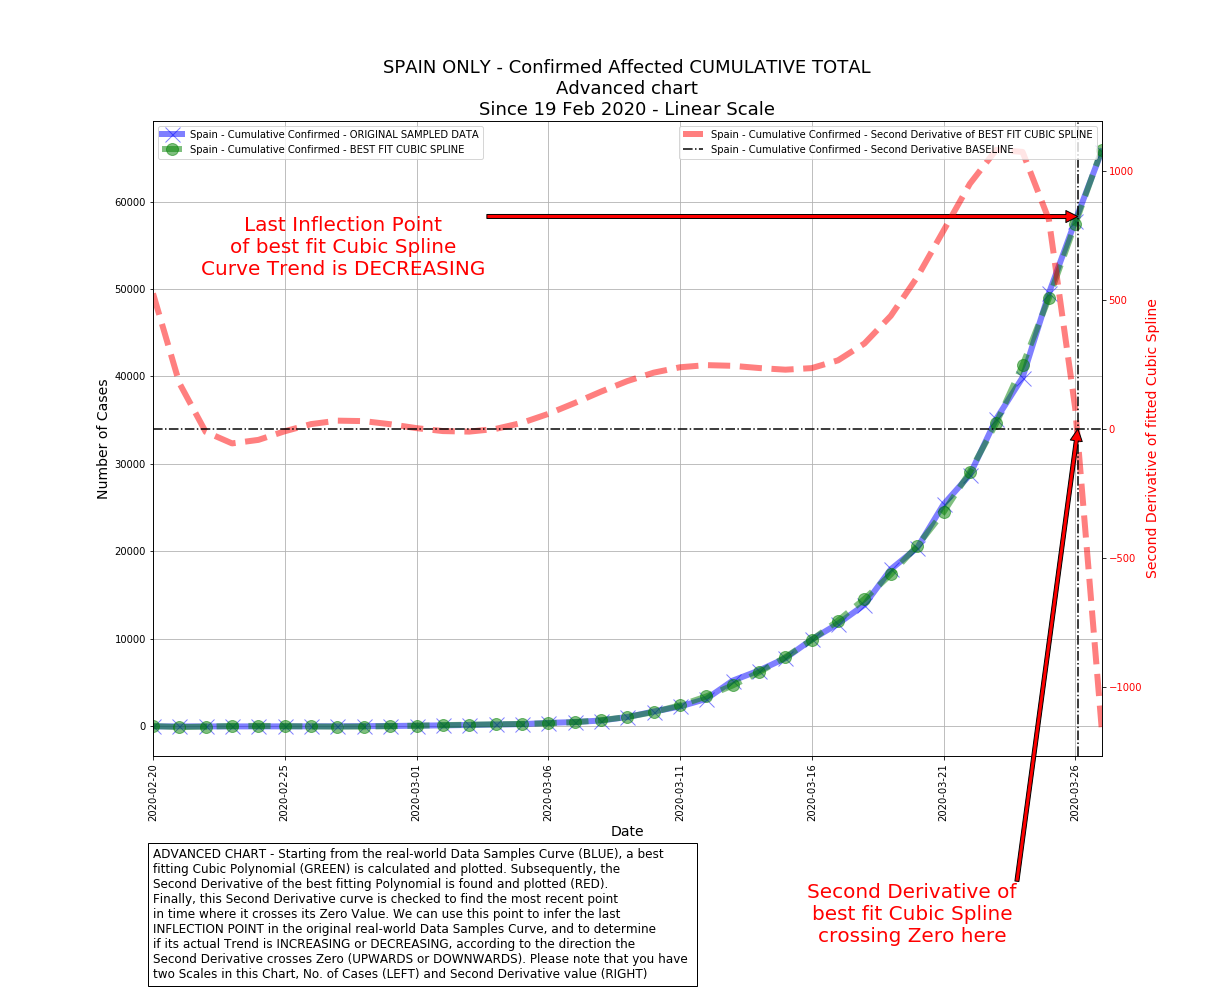 SPAIN ONLY - Confirmed Affected CUMULATIVE TOTAL
Advanced chart
Since 19 Feb 2020 - Linear Scale
Spain - Cumulative Confirmed - ORIGINAL SAMPLED DATA
Spain - Cumulative Confirmed - BEST FIT CUBIC SPLINE
Spain - Cumulative Confirmed - Second Derivative of BEST FIT CUBIC SPLINE
Spain - Cumulative Confirmed - Second Derivative BASELINE
Last Inflection Point
of best fit Cubic Spline
Curve Trend is DECREASING
Number of Cases
60000
50000
40000
30000
20000
10000
0
1000
500
0
−500
−1000
Second Derivative of fitted Cubic Spline
2020-02-20
2020-02-25
2020-03-01
2020-03-06
2020-03-11
2020-03-16
2020-03-21
2020-03-26
Date
ADVANCED CHART - Starting from the real-world Data Samples Curve (BLUE), a best
fitting Cubic Polynomial (GREEN) is calculated and plotted. Subsequently, the
Second Derivative of the best fitting Polynomial is found and plotted (RED).
Finally, this Second Derivative curve is checked to find the most recent point
in time where it crosses its Zero Value. We can use this point to infer the last
INFLECTION POINT in the original real-world Data Samples Curve, and to determine
if its actual Trend is INCREASING or DECREASING, according to the direction the
Second Derivative crosses Zero (UPWARDS or DOWNWARDS). Please note that you have
two Scales in this Chart, No. of Cases (LEFT) and Second Derivative value (RIGHT)
Second Derivative of
best fit Cubic Spline
crossing Zero here